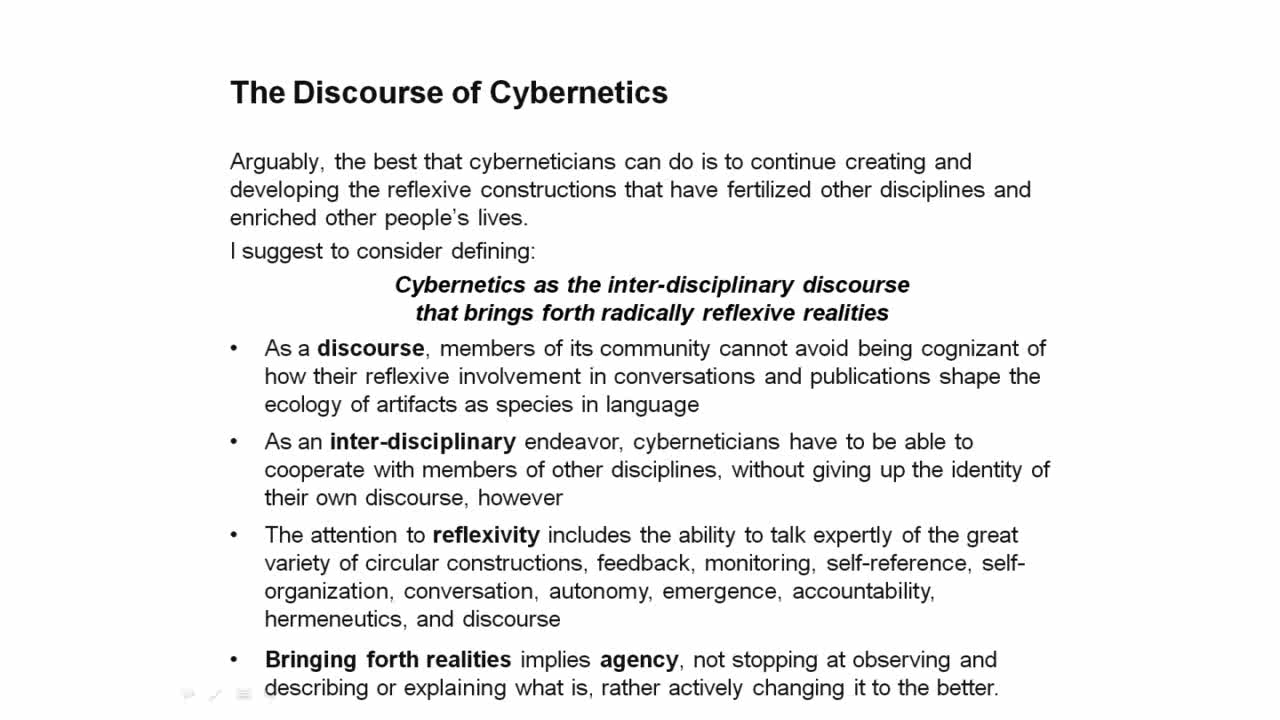 The Discourse of Cybernetics
Arguably, the best that cyberneticians can do is to continue creating and
developing the reflexive constructions that have fertilized other disciplines and
enriched other people’s lives.
I suggest to consider defining:
Cybernetics as the inter-disciplinary discourse
that brings forth radically reflexive realities
• As a discourse, members of its community cannot avoid being cognizant of
how their reflexive involvement in conversations and publications shape the
ecology of artifacts as species in language
• As an inter-disciplinary endeavor, cyberneticians have to be able to
cooperate with members of other disciplines, without giving up the identity of
their own discourse, however
• The attention to reflexivity includes the ability to talk expertly of the great
variety of circular constructions, feedback, monitoring, self-reference, self-
organization, conversation, autonomy, emergence, accountability,
hermeneutics, and discourse
• Bringing forth realities implies agency, not stopping at observing and
describing or explaining what is, rather actively changing it to the better.